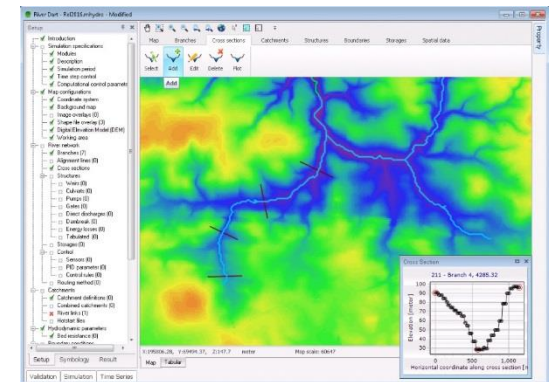 River Dart - Rd2016.mhydro - Modified
Setup
Introduction
Simulation specifications
Modules
Description
Simulation period
Time step control
Computational control paramete
Map configurations
Coordinate system
Background map
Image overlays (0)
Shape file overlay (3)
Digital Elevation Model (DEM)
Working area
River network
Branches (7)
Alignment lines (0)
Cross sections
Structures
Weirs (0)
Culverts (0)
Pumps (0)
Gates (0)
Direct discharges (0)
Dambreak (0)
Energy losses (0)
Tabulated (0)
Storages (0)
Control
Sensors (0)
PID parameter (0)
Control rules (0)
Routing method (0)
Catchments
Catchment definitions (0)
Combined catchments (0)
River links (1)
Hotstart files
Hydrodynamic parameters
Bed resistance (0)
Boundary conditions
Setup Symbology Result
Validation Simulation Time Series
Map Branches Cross sections Catchments Structures Boundaries Storages Spatial data
Select Add Edit Delete Plot
Add
Property
Cross Section
211 - Branch 4, 4285.32
Elevation [meter]
100
90
80
70
60
50
40
30
0 500 1,000
Horizontal coordinate along cross section [m
meter Map scale: 60647
Map Tabular